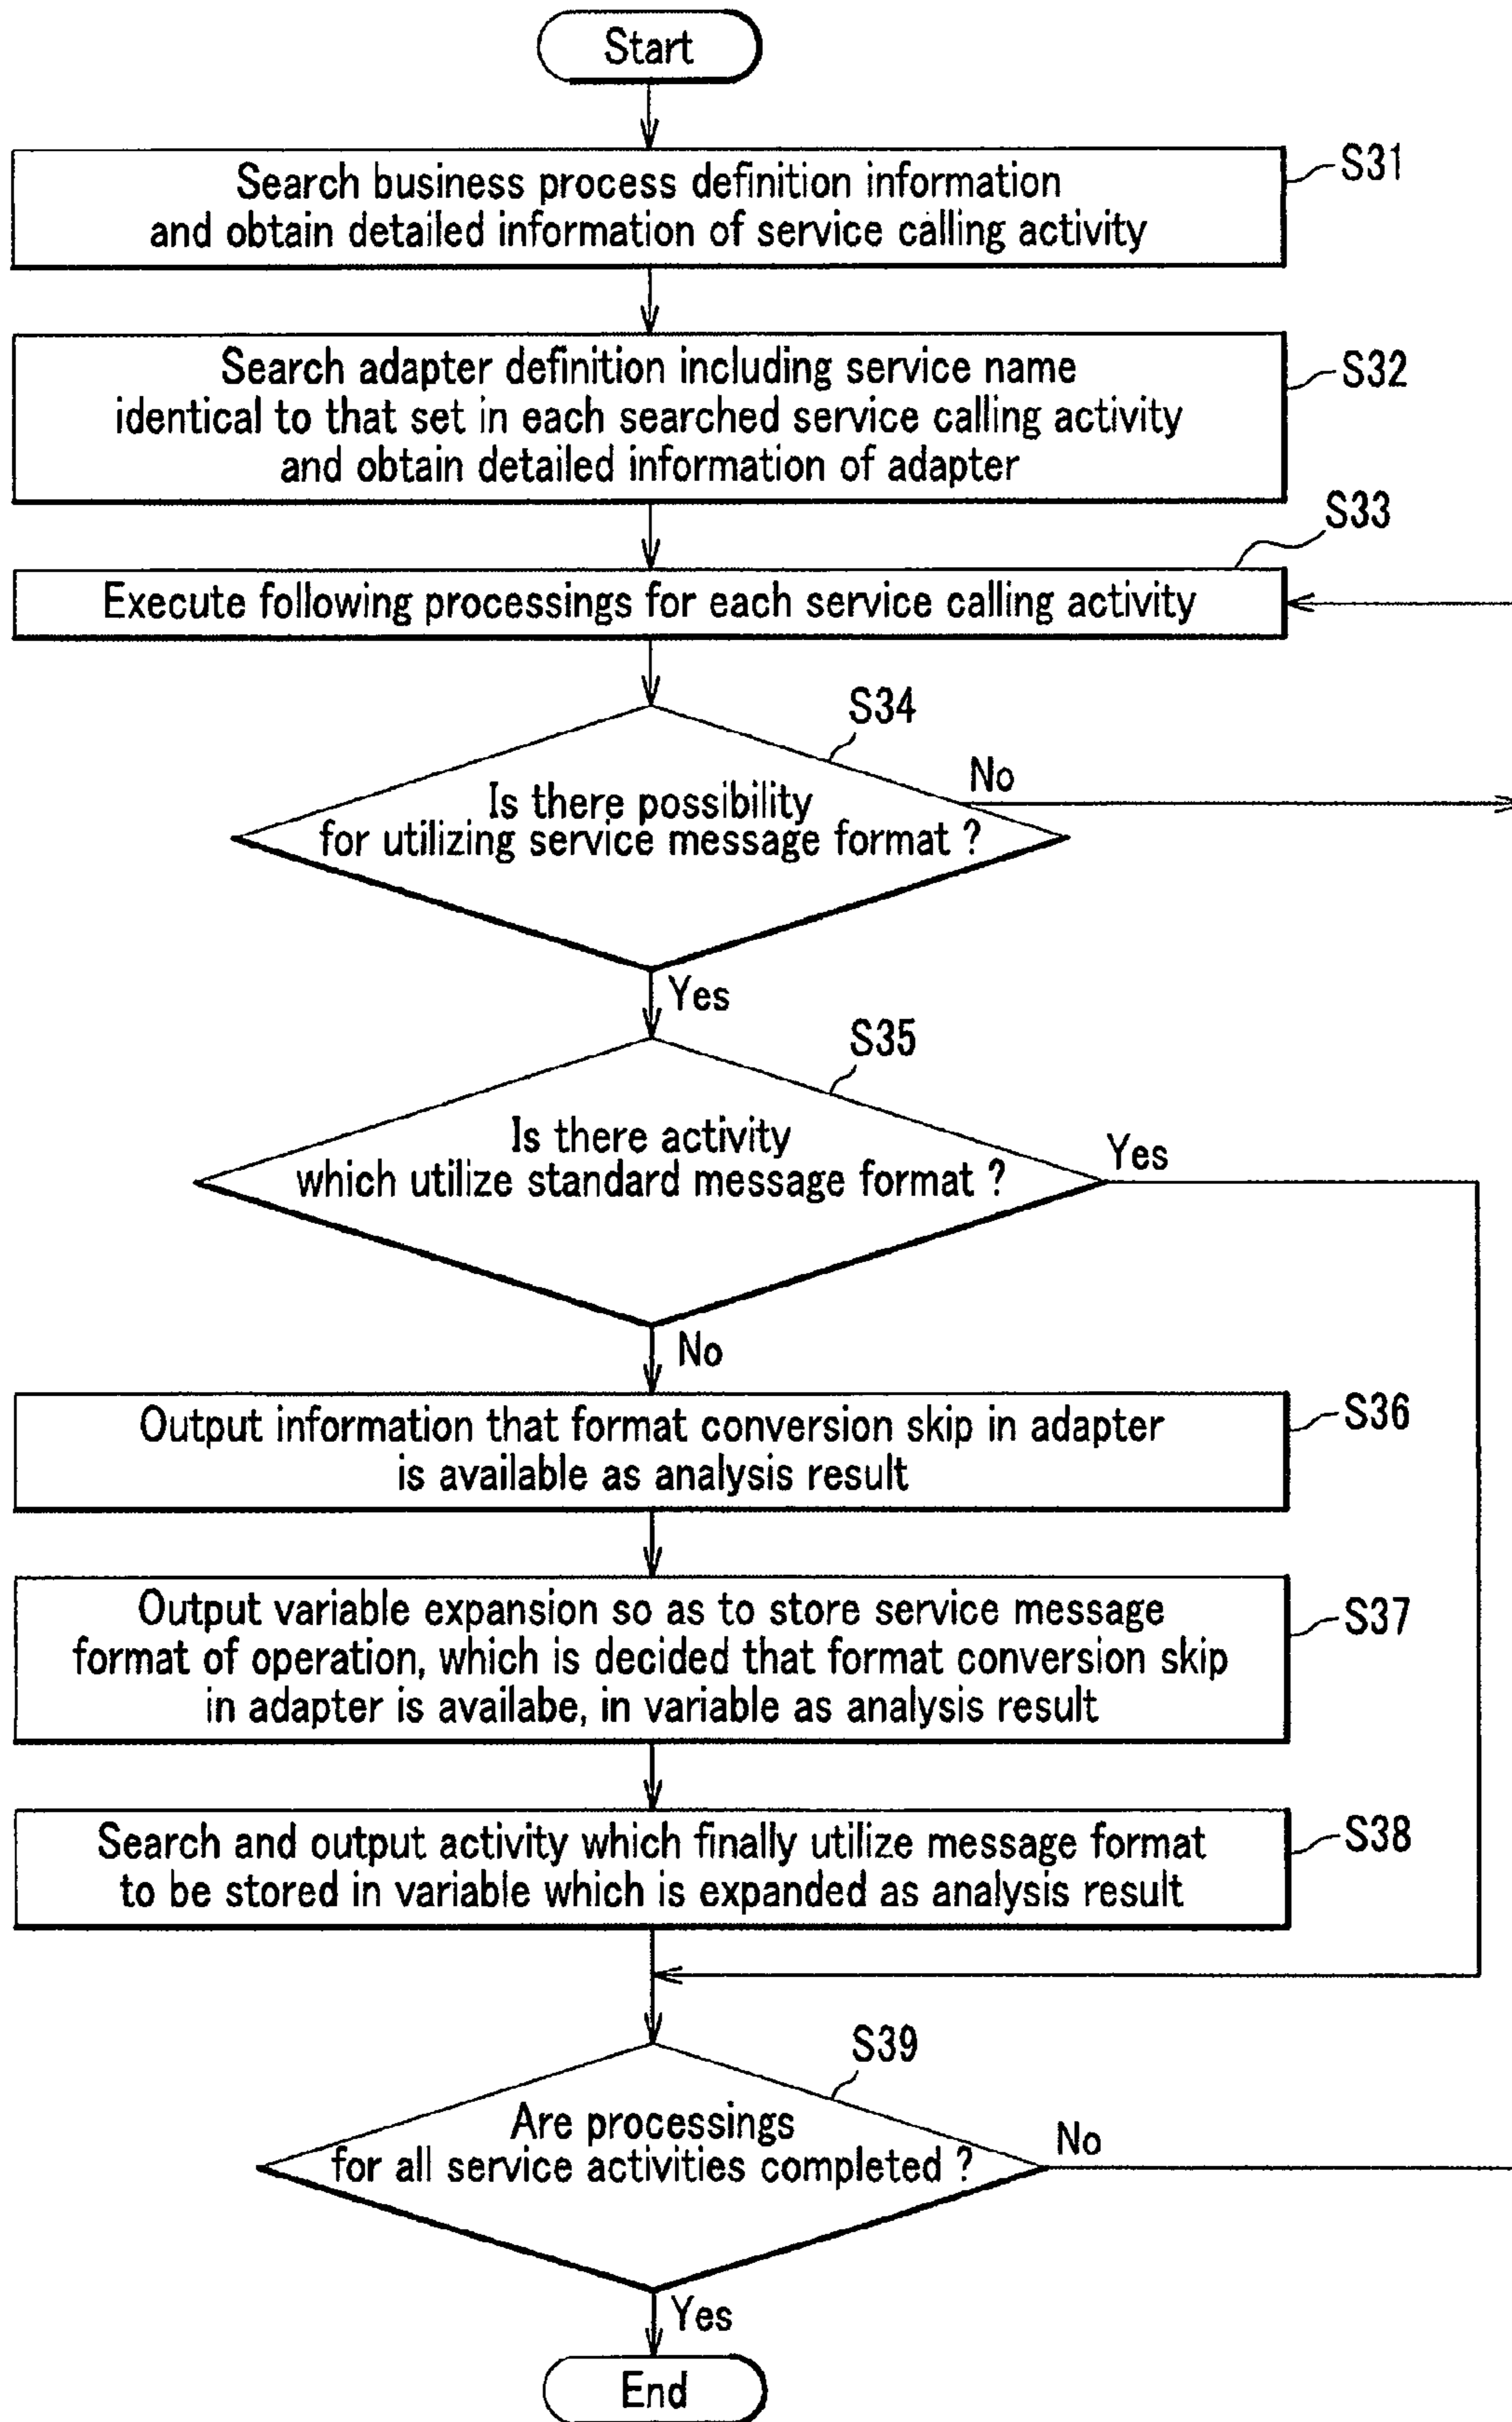 Start
S31
Search business process definition information
and obtain detailed information of service calling activity
S32
Search adapter definition including service name
identical to that set in each searched service calling activity
and obtain detailed information of adapter
S33
Execute following processings for each service calling activity
S34
No
Is there possibility
for utilizing service message format ?
Yes
S35
Is there activity
which utilize standard message format ?
Yes
No
S36
Output information that format conversion skip in adapter
is available as analysis result
S37
Output variable expansion so as to store service message
format of operation, which is decided that format conversion skip
in adapter is availabe, in variable as analysis result
S38
Search and output activity which finally utilize message format
to be stored in variable which is expanded as analysis result
S39
Are processings
for all service activities completed ?
No
Yes
End